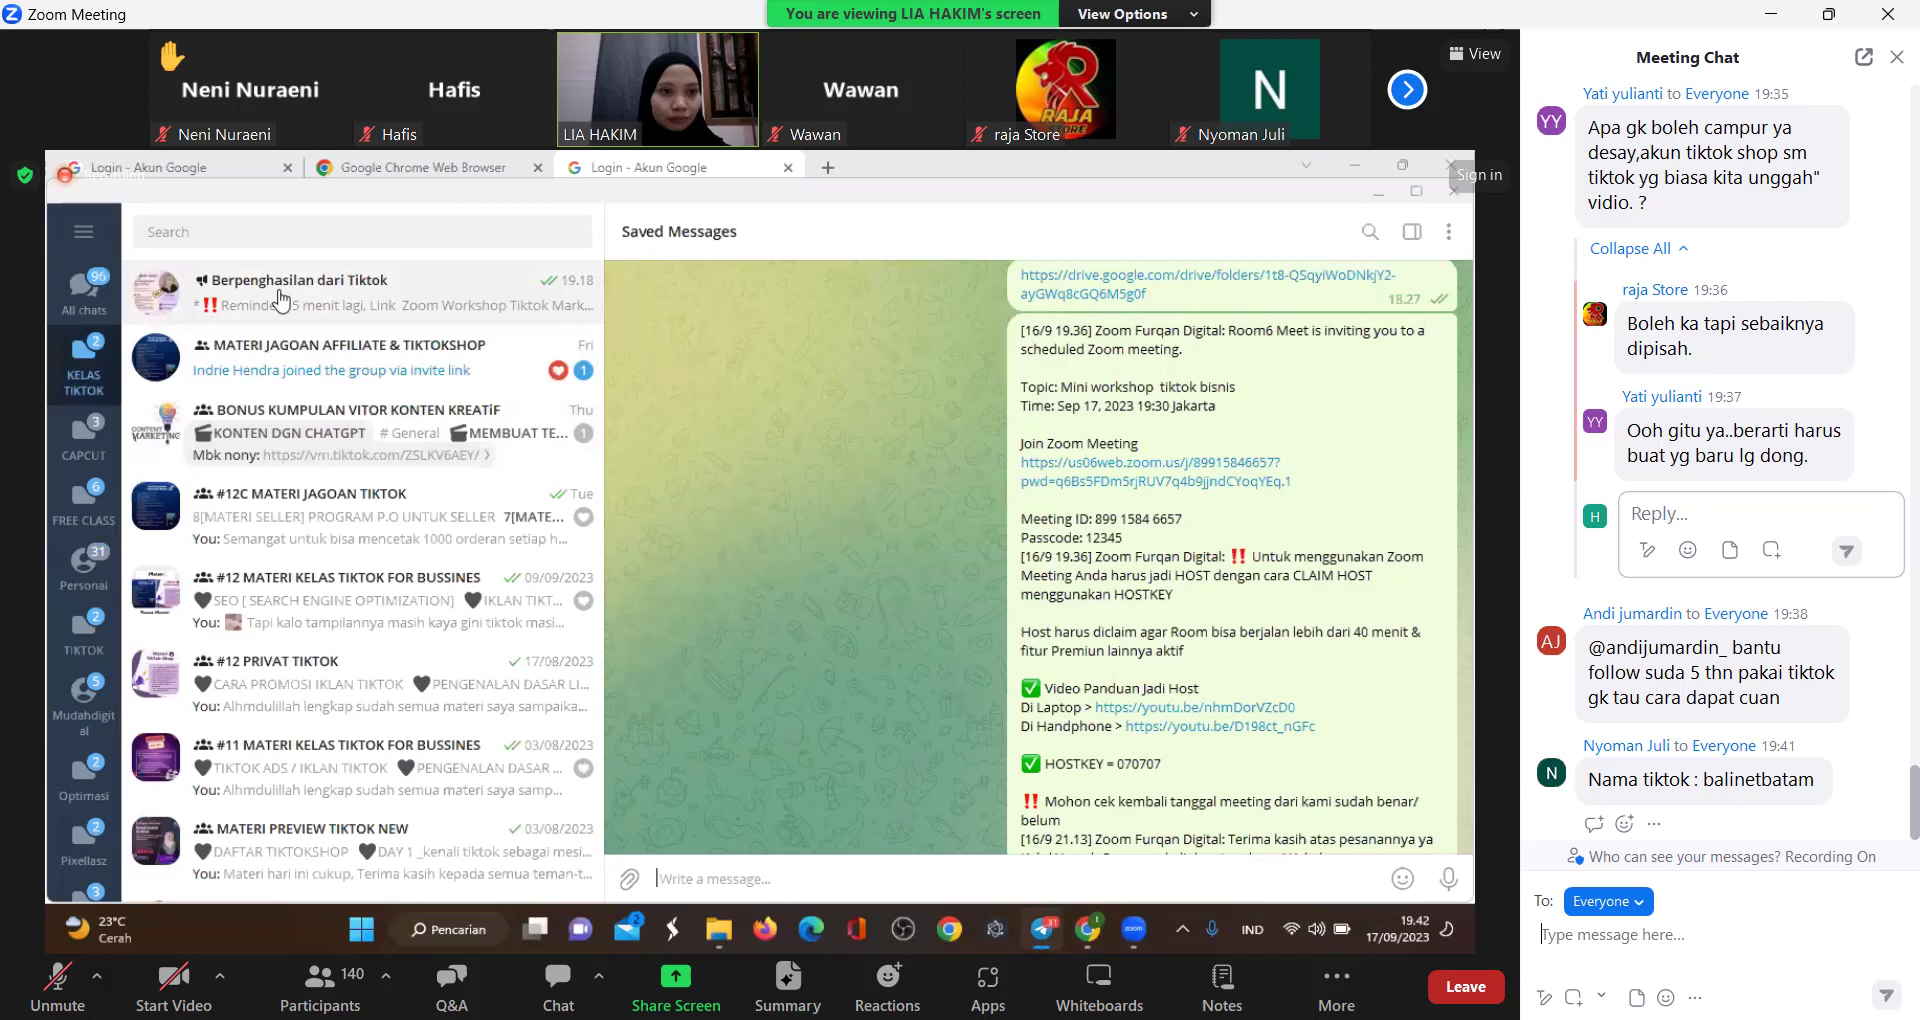 Zoom Meeting
You are viewing LIA HAKIM's screen
View Options
Neni Nuraeni
Neni Nuraeni
Hafis
Hafis
LIA HAKIM
Wawan
Wawan
RAJA
raja Store
N
Nyoman Juli
View
Login - Akun Google
Google Chrome Web Browser
Login - Akun Google
Sign in
96
All chats
2
KELAS
TIKTOK
3
CAPCUT
6
FREE CLASS
31
Personal
2
TIKTOK
5
Mudahdigit
al
2
Optimasi
2
Pixellasz
3
Search
Berpenghasilan dari Tiktok
19.18
*‼️Reminder 5 menit lagi, Link Zoom Workshop Tiktok Mark...
MATERI JAGOAN AFFILIATE & TIKTOKSHOP
Fri
Indrie Hendra joined the group via invite link
1
BONUS KUMPULAN VITOR KONTEN KREATiF
Thu
KONTEN DGN CHATGPT # General MEMBUAT TE...
1
Mbk nony: https://vm.tiktok.com/ZSLKV6AEY/ >
#12C MATERI JAGOAN TIKTOK
Tue
8[MATERI SELLER] PROGRAM P.O UNTUK SELLER 7[MATE...
You: Semangat untuk bisa mencetak 1000 orderan setiap h...
#12 MATERI KELAS TIKTOK FOR BUSSINES
09/09/2023
🖤SEO [ SEARCH ENGINE OPTIMIZATION] 🖤IKLAN TIKT...
You: Tapi kalo tampilannya masih kaya gini tiktok masi...
#12 PRIVAT TIKTOK
17/08/2023
🖤CARA PROMOSI IKLAN TIKTOK 🖤PENGENALAN DASAR LI...
You: Alhmdulillah lengkap sudah semua materi saya sampaika...
#11 MATERI KELAS TIKTOK FOR BUSSINES
03/08/2023
🖤TIKTOK ADS / IKLAN TIKTOK 🖤PENGENALAN DASAR ...
You: Alhmdulillah lengkap sudah semua materi saya samp...
MATERI PREVIEW TIKTOK NEW
03/08/2023
🖤DAFTAR TIKTOKSHOP 🖤DAY 1 _kenali tiktok sebagai mesi...
You: Materi hari ini cukup, Terima kasih kepada semua teman-t...
Saved Messages
https://drive.google.com/drive/folders/1t8-QSqyiWoDNkjY2-
ayGWq8cGQ6M5g0f
18.27
[16/9 19.36] Zoom Furqan Digital: Room6 Meet is inviting you to a
scheduled Zoom meeting.
Topic: Mini workshop tiktok bisnis
Time: Sep 17, 2023 19:30 Jakarta
Join Zoom Meeting
https://us06web.zoom.us/j/89915846657?
pwd=q6Bs5FDm5rjRUV7q4b9jjndCYoqYEq.1
Meeting ID: 899 1584 6657
Passcode: 12345
[16/9 19.36] Zoom Furqan Digital: ‼️ Untuk menggunakan Zoom
Meeting Anda harus jadi HOST dengan cara CLAIM HOST
menggunakan HOSTKEY
Host harus diclaim agar Room bisa berjalan lebih dari 40 menit &
fitur Premiun lainnya aktif
✅ Video Panduan Jadi Host
Di Laptop > https://youtu.be/nhmDorVZcD0
Di Handphone > https://youtu.be/D198ct_nGFc
✅ HOSTKEY = 070707
‼️ Mohon cek kembali tanggal meeting dari kami sudah benar/
belum
[16/9 21.13] Zoom Furqan Digital: Terima kasih atas pesanannya ya
Write a message...
23°C
Cerah
Pencarian
2
31
zoom
IND
19.42
17/09/2023
Unmute
Start Video
140
Participants
Q&A
Chat
Share Screen
Summary
Reactions
Apps
Whiteboards
Notes
More
Leave
Meeting Chat
Yati yulianti to Everyone 19:35
YY
Apa gk boleh campur ya
desay,akun tiktok shop sm
tiktok yg biasa kita unggah"
vidio. ?
Collapse All
raja Store 19:36
Boleh ka tapi sebaiknya
dipisah.
Yati yulianti 19:37
YY
Ooh gitu ya..berarti harus
buat yg baru lg dong.
H
Reply...
Andi jumardin to Everyone 19:38
AJ
@andijumardin_ bantu
follow suda 5 thn pakai tiktok
gk tau cara dapat cuan
Nyoman Juli to Everyone 19:41
N
Nama tiktok : balinetbatam
Who can see your messages? Recording On
To: Everyone
Type message here...